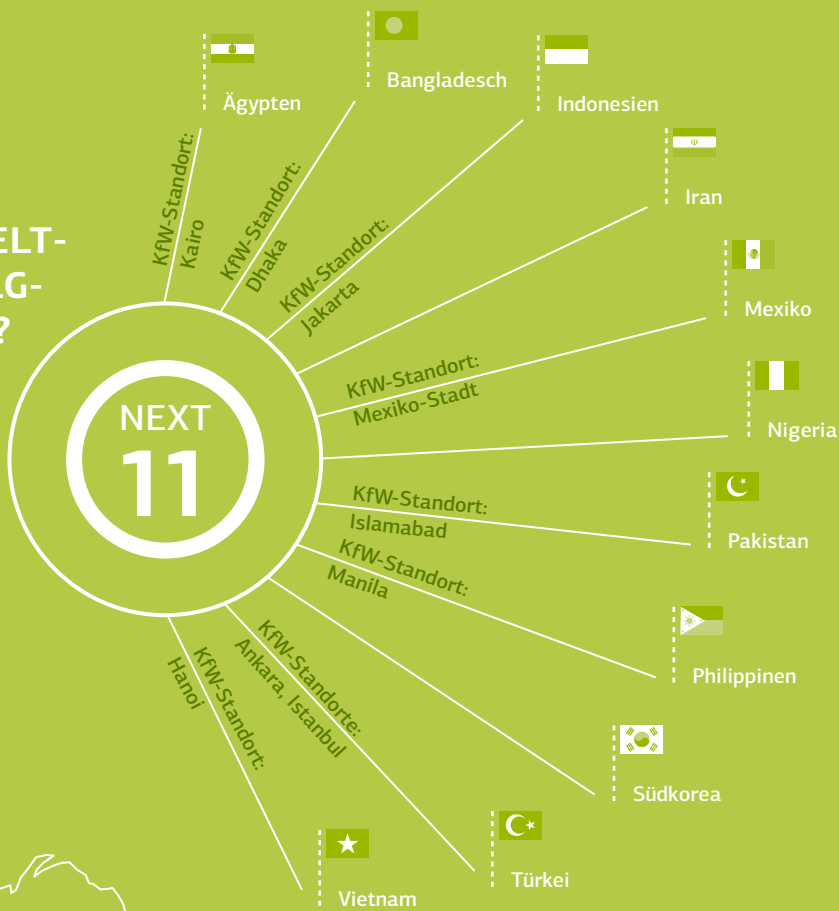 ELT-
G-
?
NEXT
11
Ägypten
KfW-Standort:
Kairo
Bangladesch
KfW-Standort:
Dhaka
Indonesien
KfW-Standort:
Jakarta
Iran
Mexiko
KfW-Standort:
Mexiko-Stadt
Nigeria
Pakistan
KfW-Standort:
Islamabad
Philippinen
KfW-Standort:
Manila
Südkorea
Türkei
KfW-Standorte:
Ankara, Istanbul
Vietnam
KfW-Standort:
Hanoi